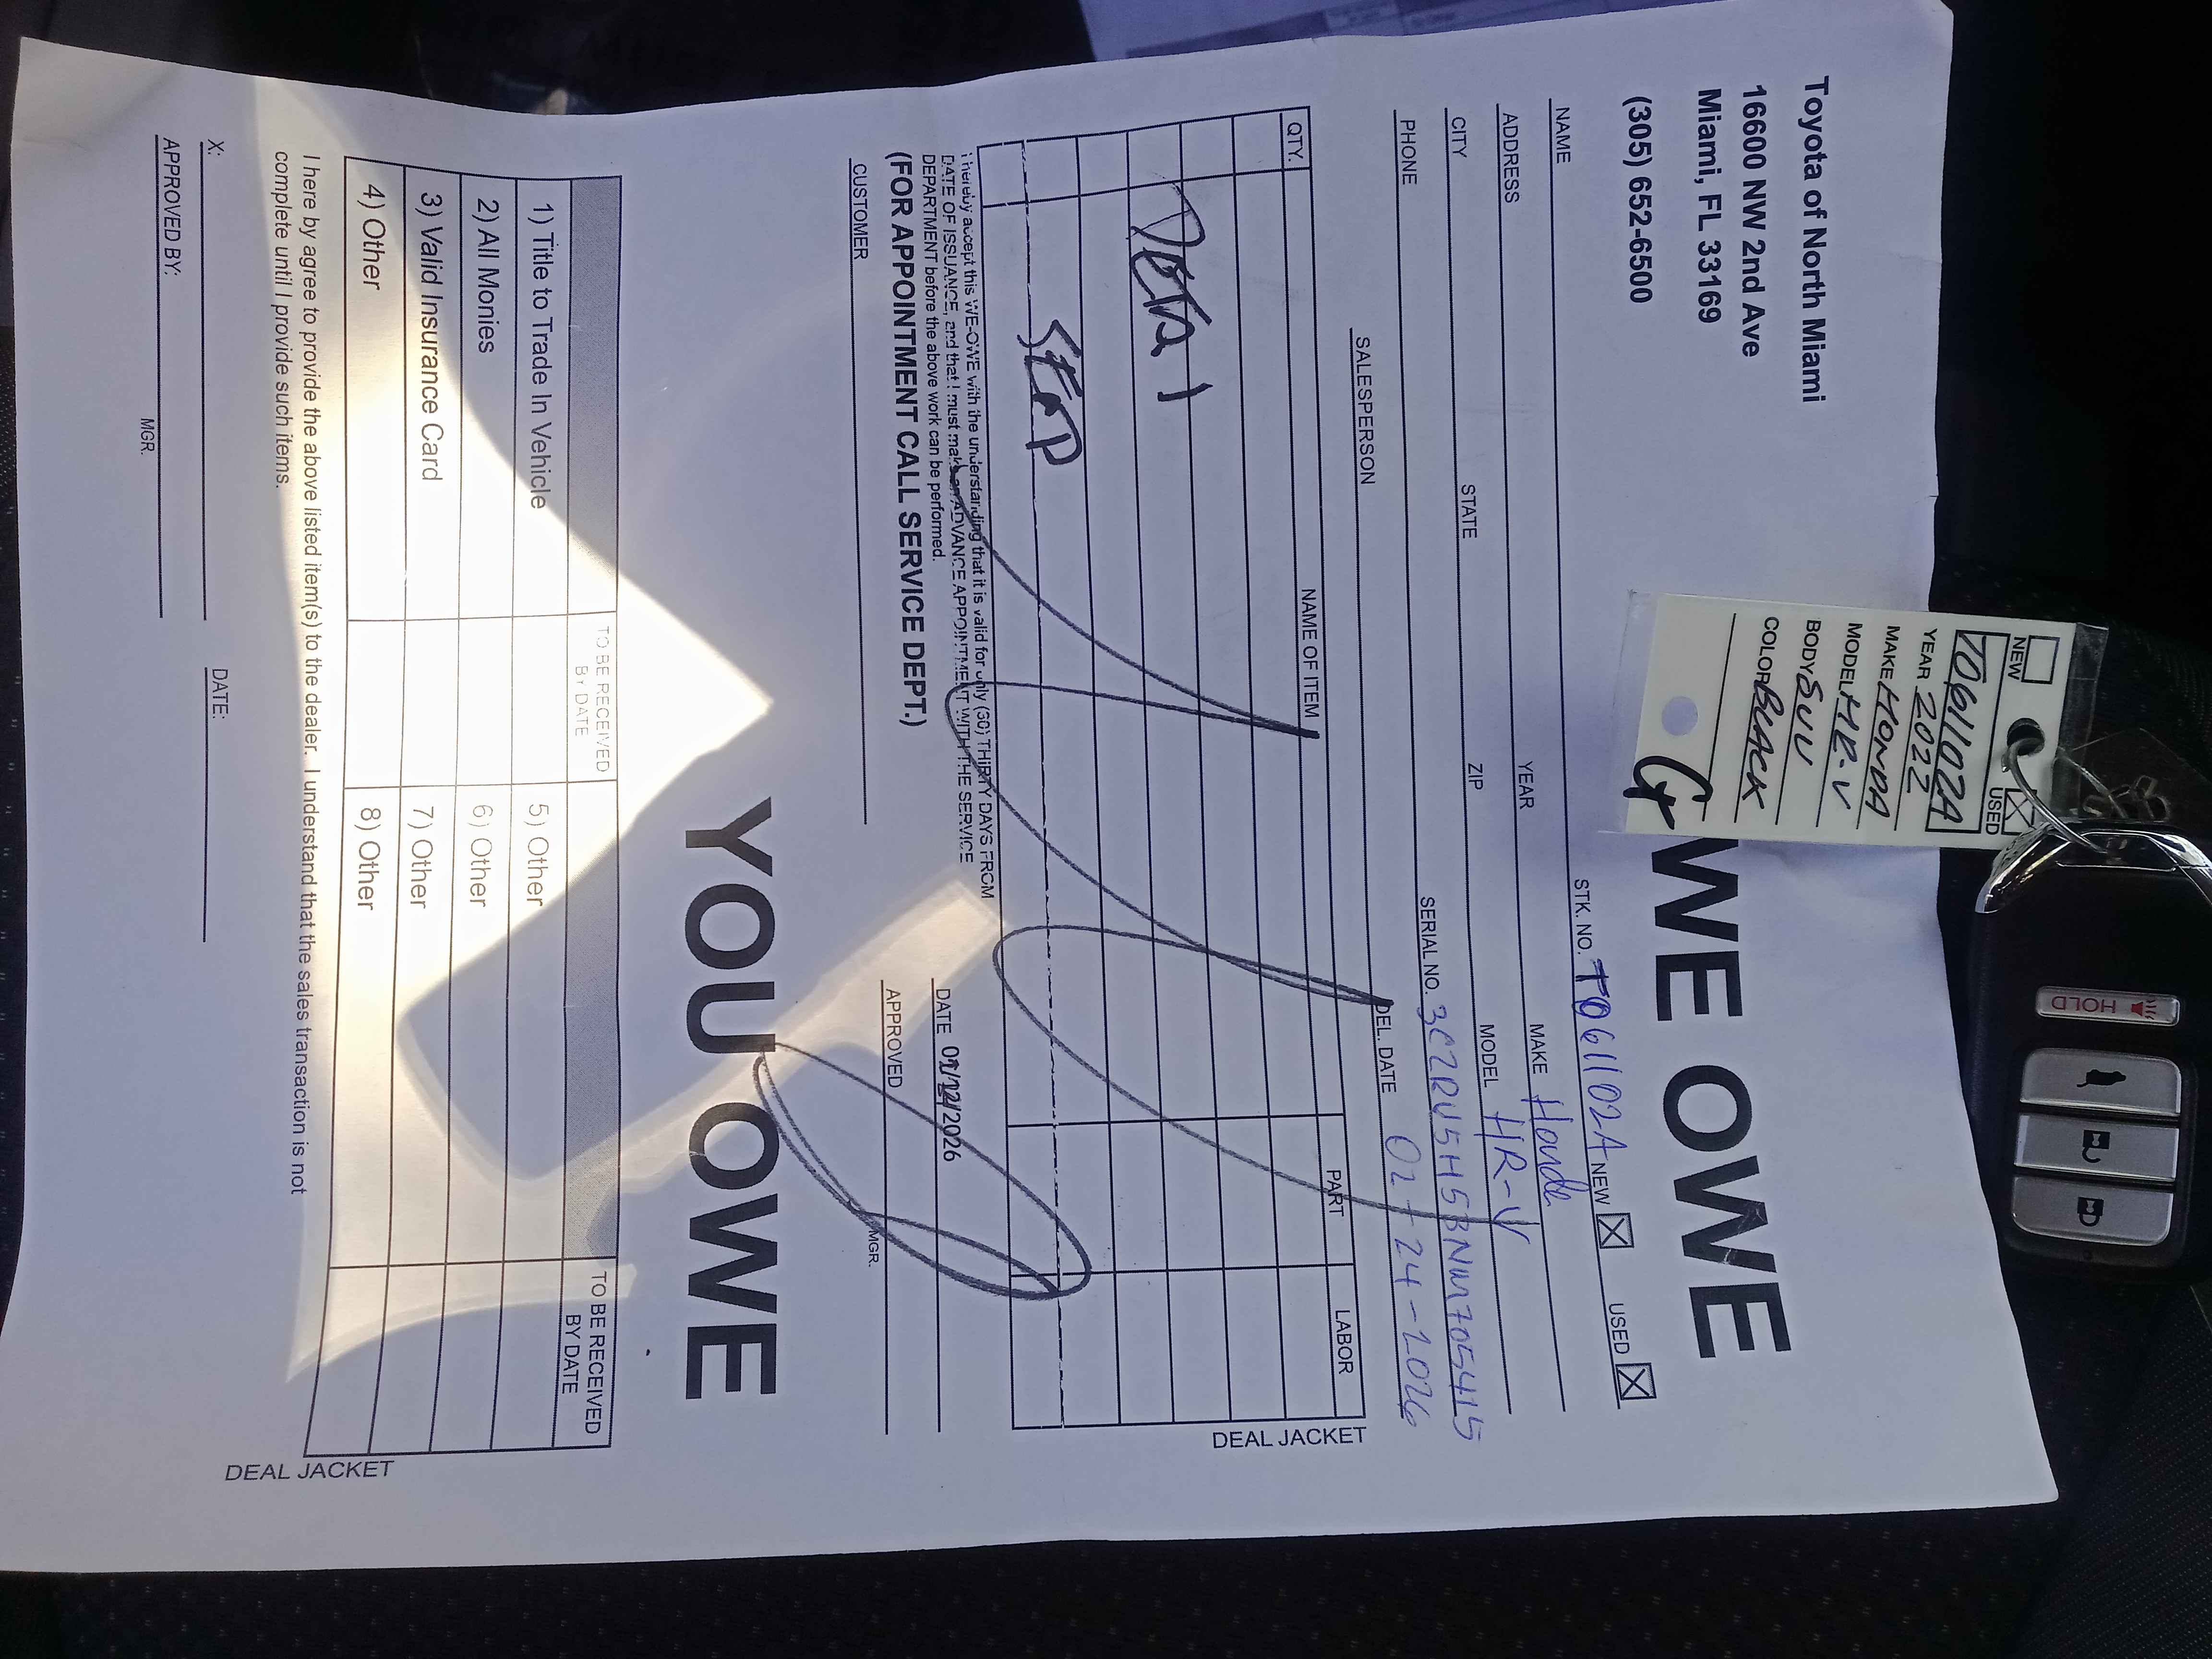 Toyota of North Miami
16600 NW 2nd Ave
Miami, FL 33169
(305) 652-6500
WE OWE
NEW
USED
T061102A
YEAR 2022
MAKE HONDA
MODEL HR-V
BODY SUV
COLOR BLACK
HOLD
STK. NO. T061102A NEW USED
NAME
YEAR MAKE Honda
ADDRESS
MODEL HR-V
CITY STATE ZIP
SERIAL NO. 3CZRU5H53NM705415
PHONE
DEL. DATE 02-24-2026
SALESPERSON
QTY. NAME OF ITEM PART LABOR
DETAI
DEAL JACKET
I hereby accept this WE-OWE with the understanding that it is valid for only (30) THIRTY DAYS FROM
DATE OF ISSUANCE, and that I must make an ADVANCE APPOINTMENT WITH THE SERVICE
DEPARTMENT before the above work can be performed.
(FOR APPOINTMENT CALL SERVICE DEPT.)
DATE /2026
CUSTOMER
APPROVED
MGR.
YOU OWE
TO BE RECEIVED BY DATE
TO BE RECEIVED BY DATE
1) Title to Trade In Vehicle 5) Other
2) All Monies 6) Other
3) Valid Insurance Card 7) Other
4) Other 8) Other
DEAL JACKET
I here by agree to provide the above listed item(s) to the dealer. I understand that the sales transaction is not
complete until I provide such items.
X: DATE:
APPROVED BY:
MGR.